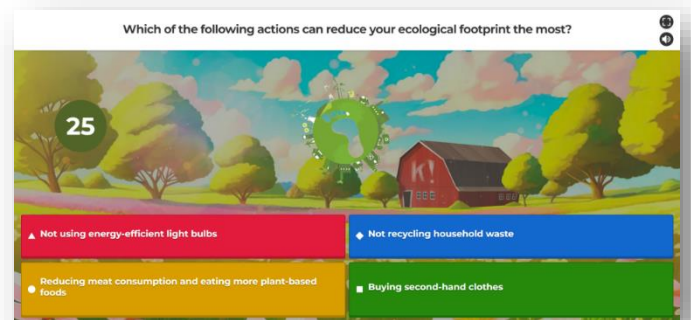 Which of the following actions can reduce your ecological footprint the most?
25
K!
Not using energy-efficient light bulbs
Not recycling household waste
Reducing meat consumption and eating more plant-based
foods
Buying second-hand clothes